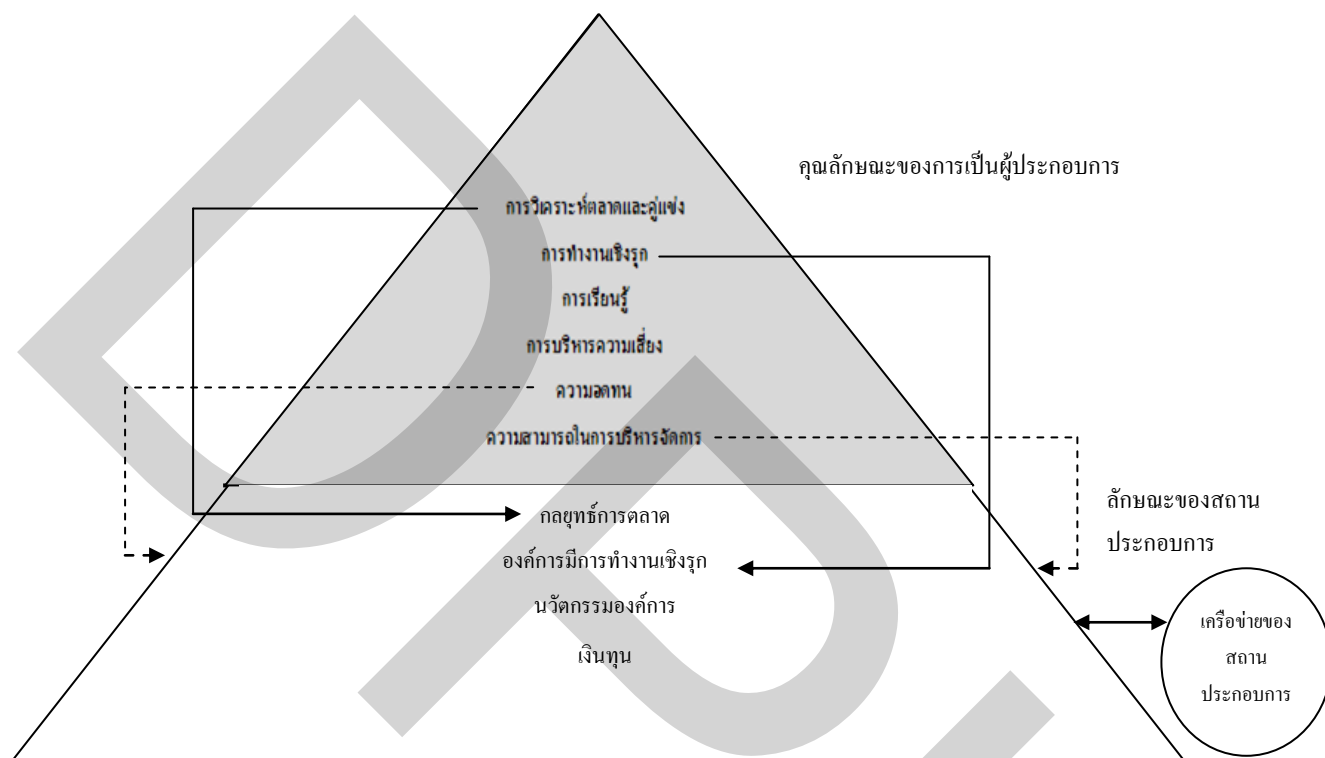 คุณลักษณะของการเป็นผู้ประกอบการ
การวิเคราะห์ตลาดและคู่แข่ง
การทำงานเชิงรุก
การเรียนรู้
การบริหารความเสี่ยง
ความอดทน
ความสามารถในการบริหารจัดการ
ลักษณะของสถาน
ประกอบการ
กลยุทธ์การตลาด
องค์การมีการทำงานเชิงรุก
นวัตกรรมองค์การ
เงินทุน
เครือข่ายของ
สถาน
ประกอบการ